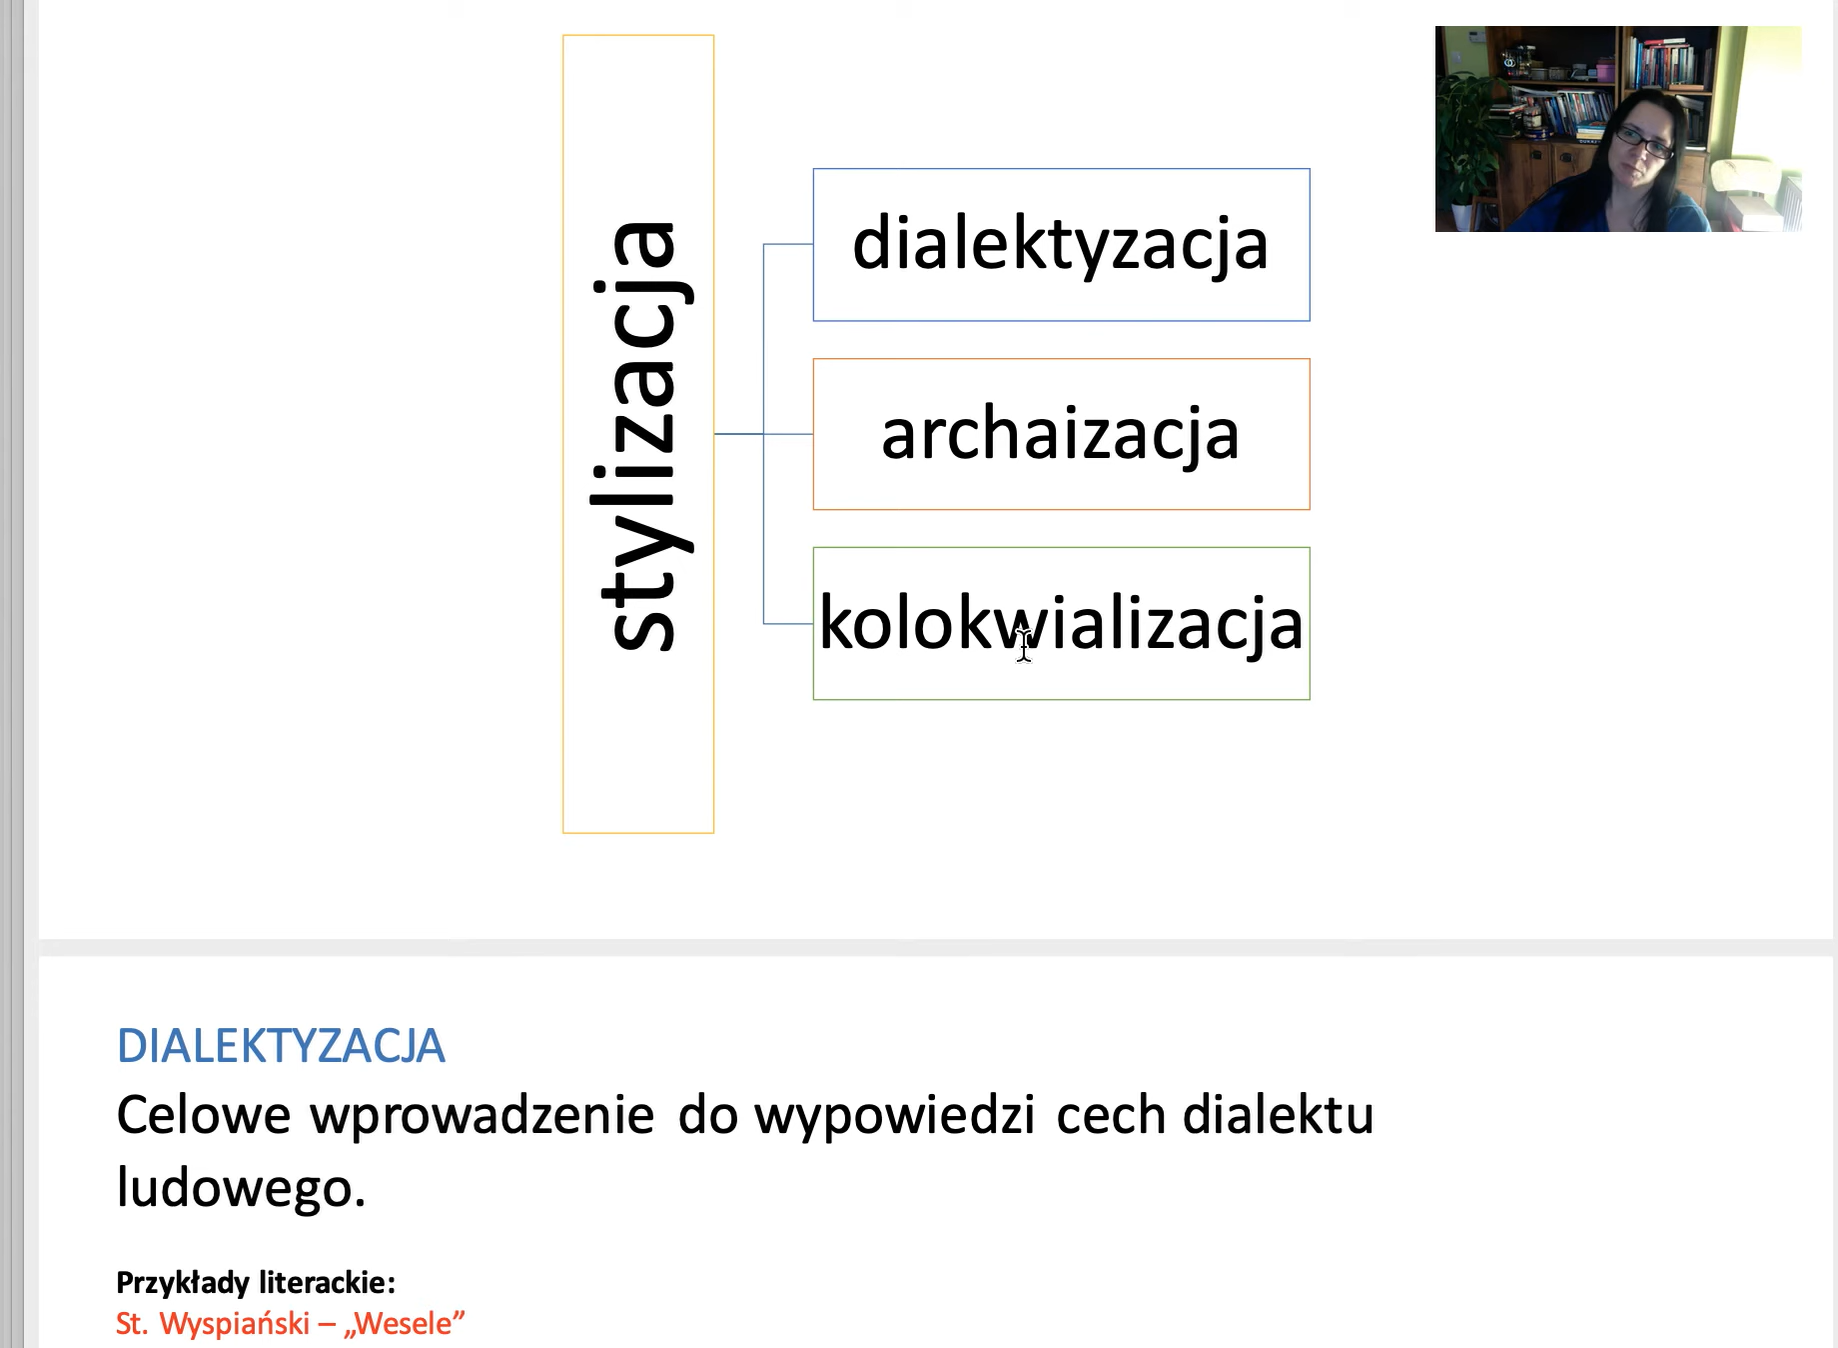 stylizacja
dialektyzacja
archaizacja
kolokwializacja
DIALEKTYZACJA
Celowe wprowadzenie do wypowiedzi cech dialektu
ludowego.
Przykłady literackie:
St. Wyspiański – „Wesele”